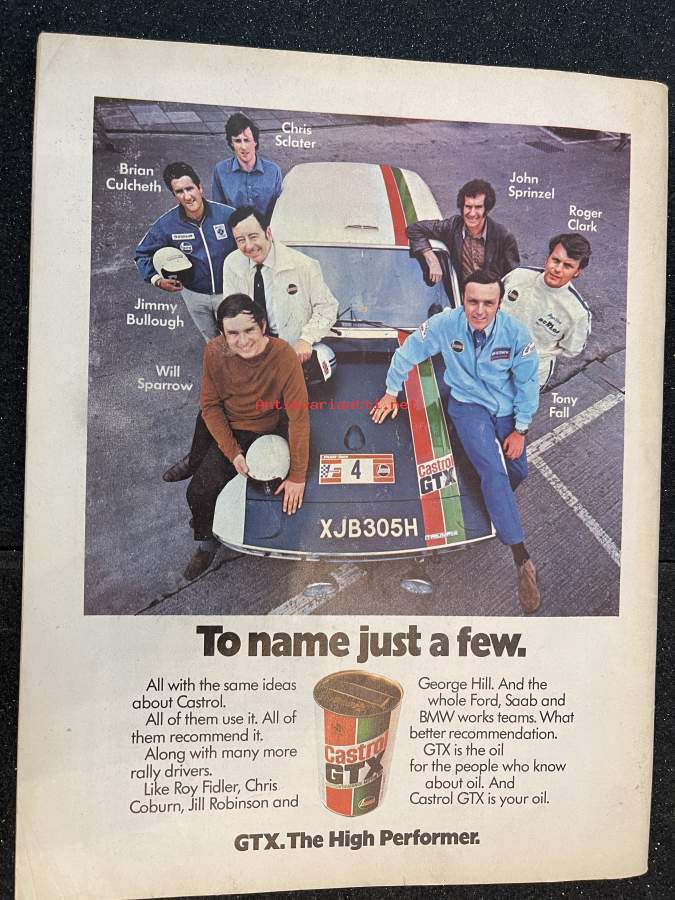 Chris
Sclater
Brian
Culcheth
John
Sprinzel
Roger
Clark
Jimmy
Bullough
Will
Sparrow
Antikvariaatti.net
Tony
Fall
4
Castrol
GTX
XJB305H
To name just a few.
All with the same ideas
about Castrol.
All of them use it. All of
them recommend it.
Along with many more
rally drivers.
Like Roy Fidler, Chris
Coburn, Jill Robinson and
Castrol
GTX
George Hill. And the
whole Ford, Saab and
BMW works teams. What
better recommendation.
GTX is the oil
for the people who know
about oil. And
Castrol GTX is your oil.
GTX. The High Performer.